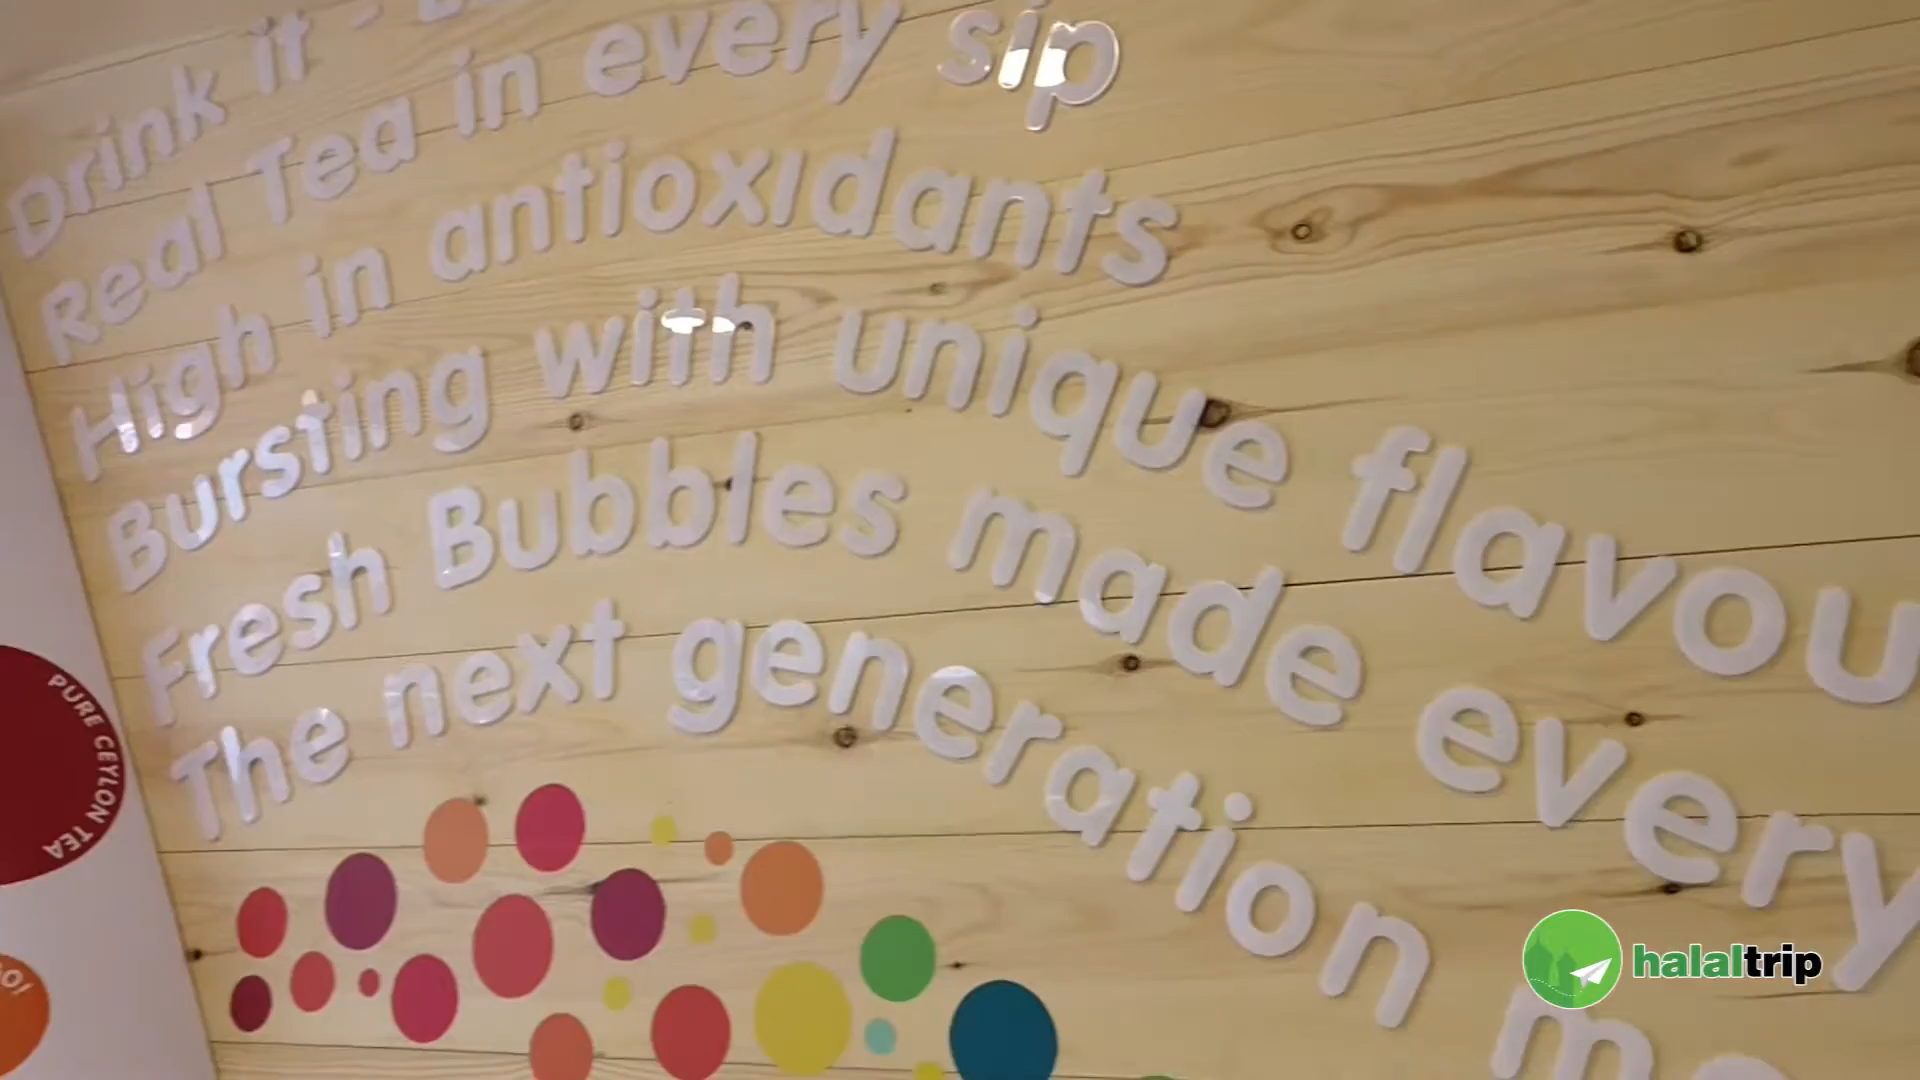 Drink it -
Real Tea in every sip
High in antioxidants
Bursting with unique flavou
Fresh Bubbles made every
The next generation
PURE CEYLON TEA
halaltrip